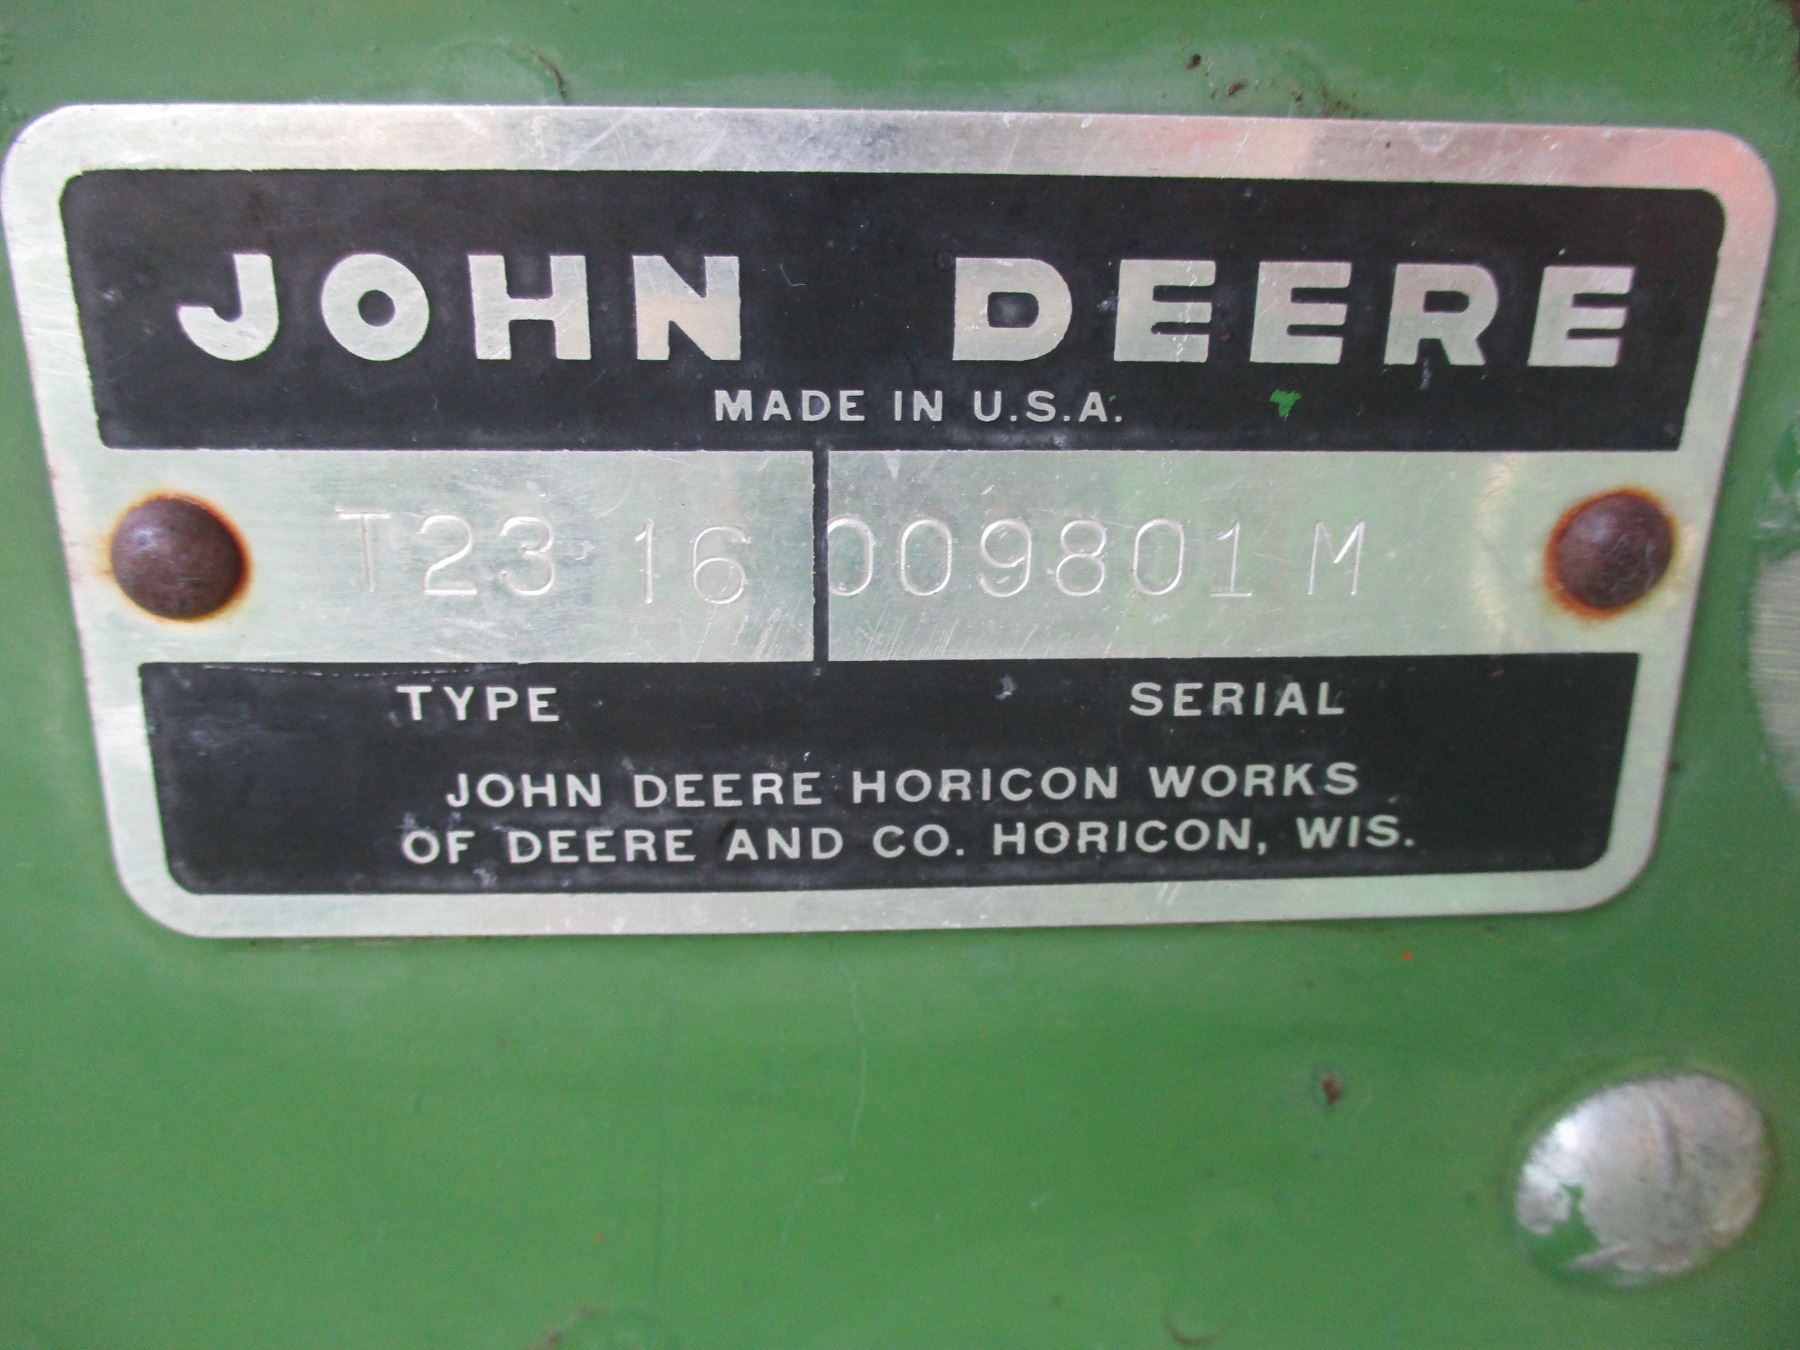 JOHN DEERE
MADE IN U.S.A.
T23 16 009801 M
TYPE SERIAL
JOHN DEERE HORICON WORKS
OF DEERE AND CO. HORICON, WIS.